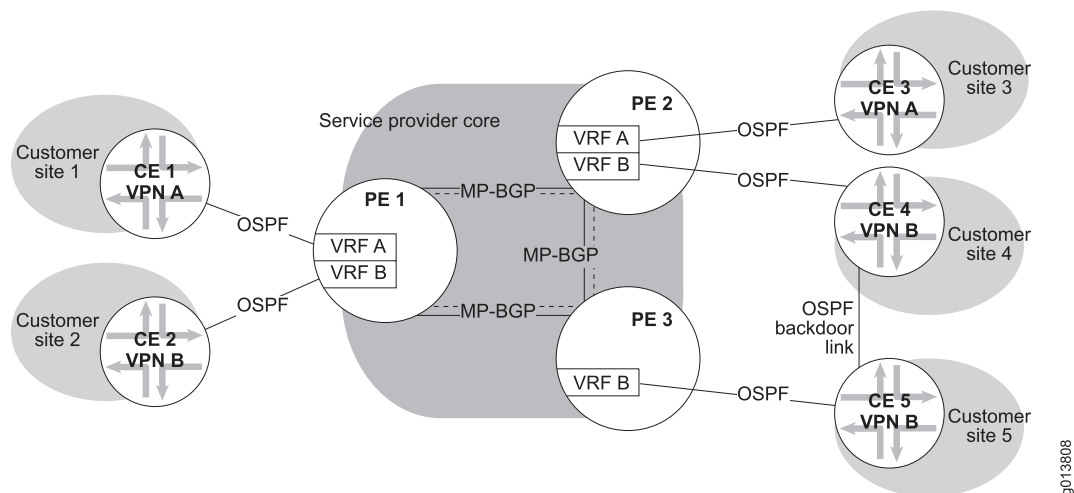 Customer
site 1
CE 1
VPN A
OSPF
Customer
site 2
CE 2
VPN B
OSPF
Service provider core
PE 1
VRF A
VRF B
MP-BGP
MP-BGP
MP-BGP
PE 2
VRF A
VRF B
PE 3
VRF B
OSPF
OSPF
OSPF
CE 3
VPN A
Customer
site 3
CE 4
VPN B
Customer
site 4
OSPF
backdoor
link
CE 5
VPN B
Customer
site 5
g013808